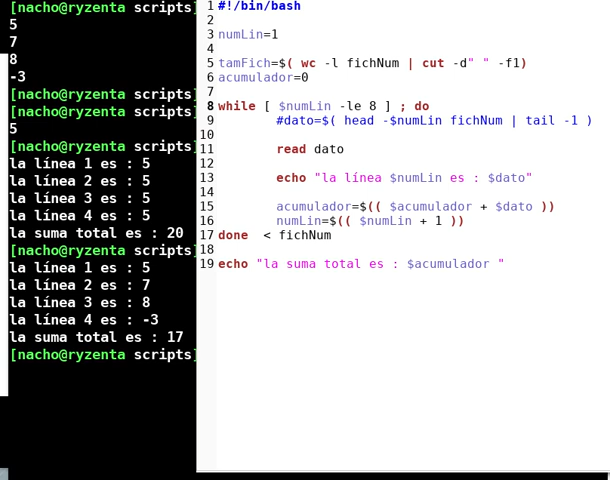 [nacho@ryzenta scripts]
5
7
8
-3
[nacho@ryzenta scripts]
[nacho@ryzenta scripts]
5
[nacho@ryzenta scripts]
la línea 1 es : 5
la línea 2 es : 5
la línea 3 es : 5
la línea 4 es : 5
la suma total es : 20
[nacho@ryzenta scripts]
la línea 1 es : 5
la línea 2 es : 7
la línea 3 es : 8
la línea 4 es : -3
la suma total es : 17
[nacho@ryzenta scripts]
1 #!/bin/bash
2
3 numLin=1
4
5 tamFich=$( wc -l fichNum | cut -d" " -f1)
6 acumulador=0
7
8 while [ $numLin -le 8 ] ; do
9 #dato=$( head -$numLin fichNum | tail -1 )
10
11 read dato
12
13 echo "la línea $numLin es : $dato"
14
15 acumulador=$(( $acumulador + $dato ))
16 numLin=$(( $numLin + 1 ))
17 done < fichNum
18
19 echo "la suma total es : $acumulador "